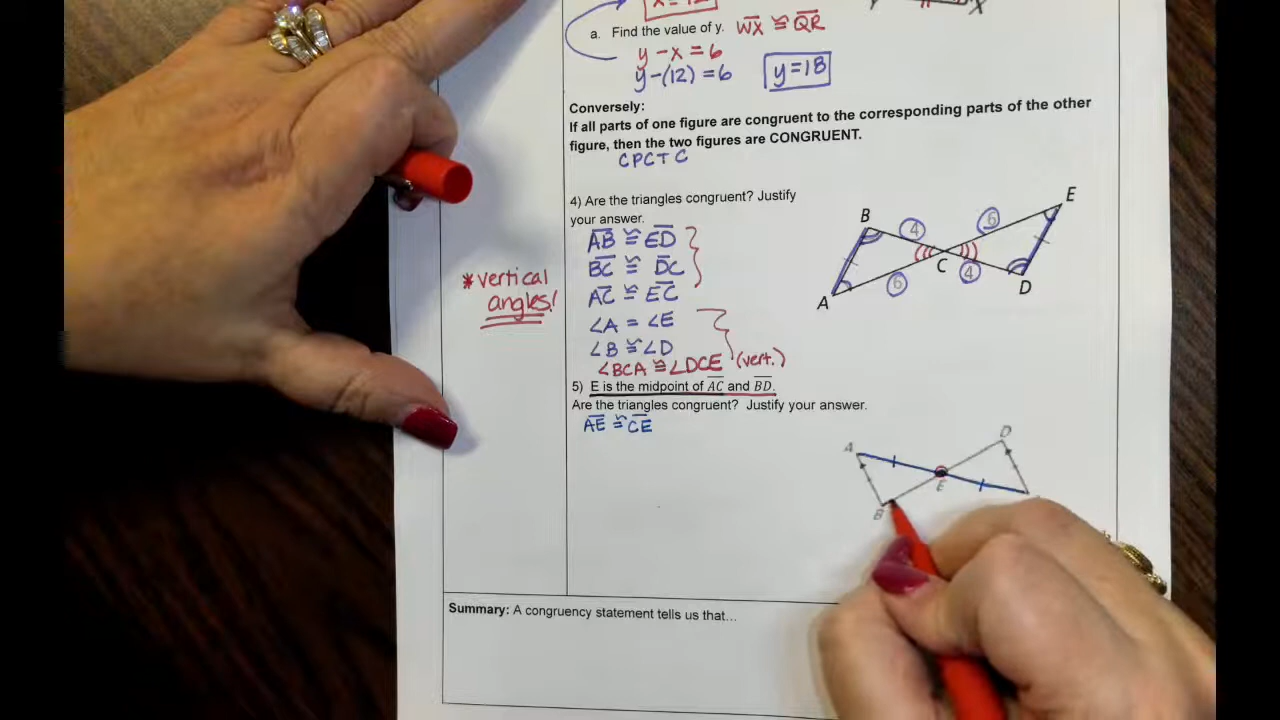 a. Find the value of y. WX ≅ QR
y - x = 6
y-(12) = 6 y=18
Conversely:
If all parts of one figure are congruent to the corresponding parts of the other
figure, then the two figures are CONGRUENT.
CPCTC
4) Are the triangles congruent? Justify
your answer.
AB ≅ ED
BC ≅ DC
AC ≅ EC
∠A = ∠E
∠B ≅ ∠D
∠BCA ≅ ∠DCE (vert.)
*vertical
angles!
B
4
6
E
C
A
6
4
D
5) E is the midpoint of AC and BD.
Are the triangles congruent? Justify your answer.
AE ≅ CE
A
D
E
B
Summary: A congruency statement tells us that...